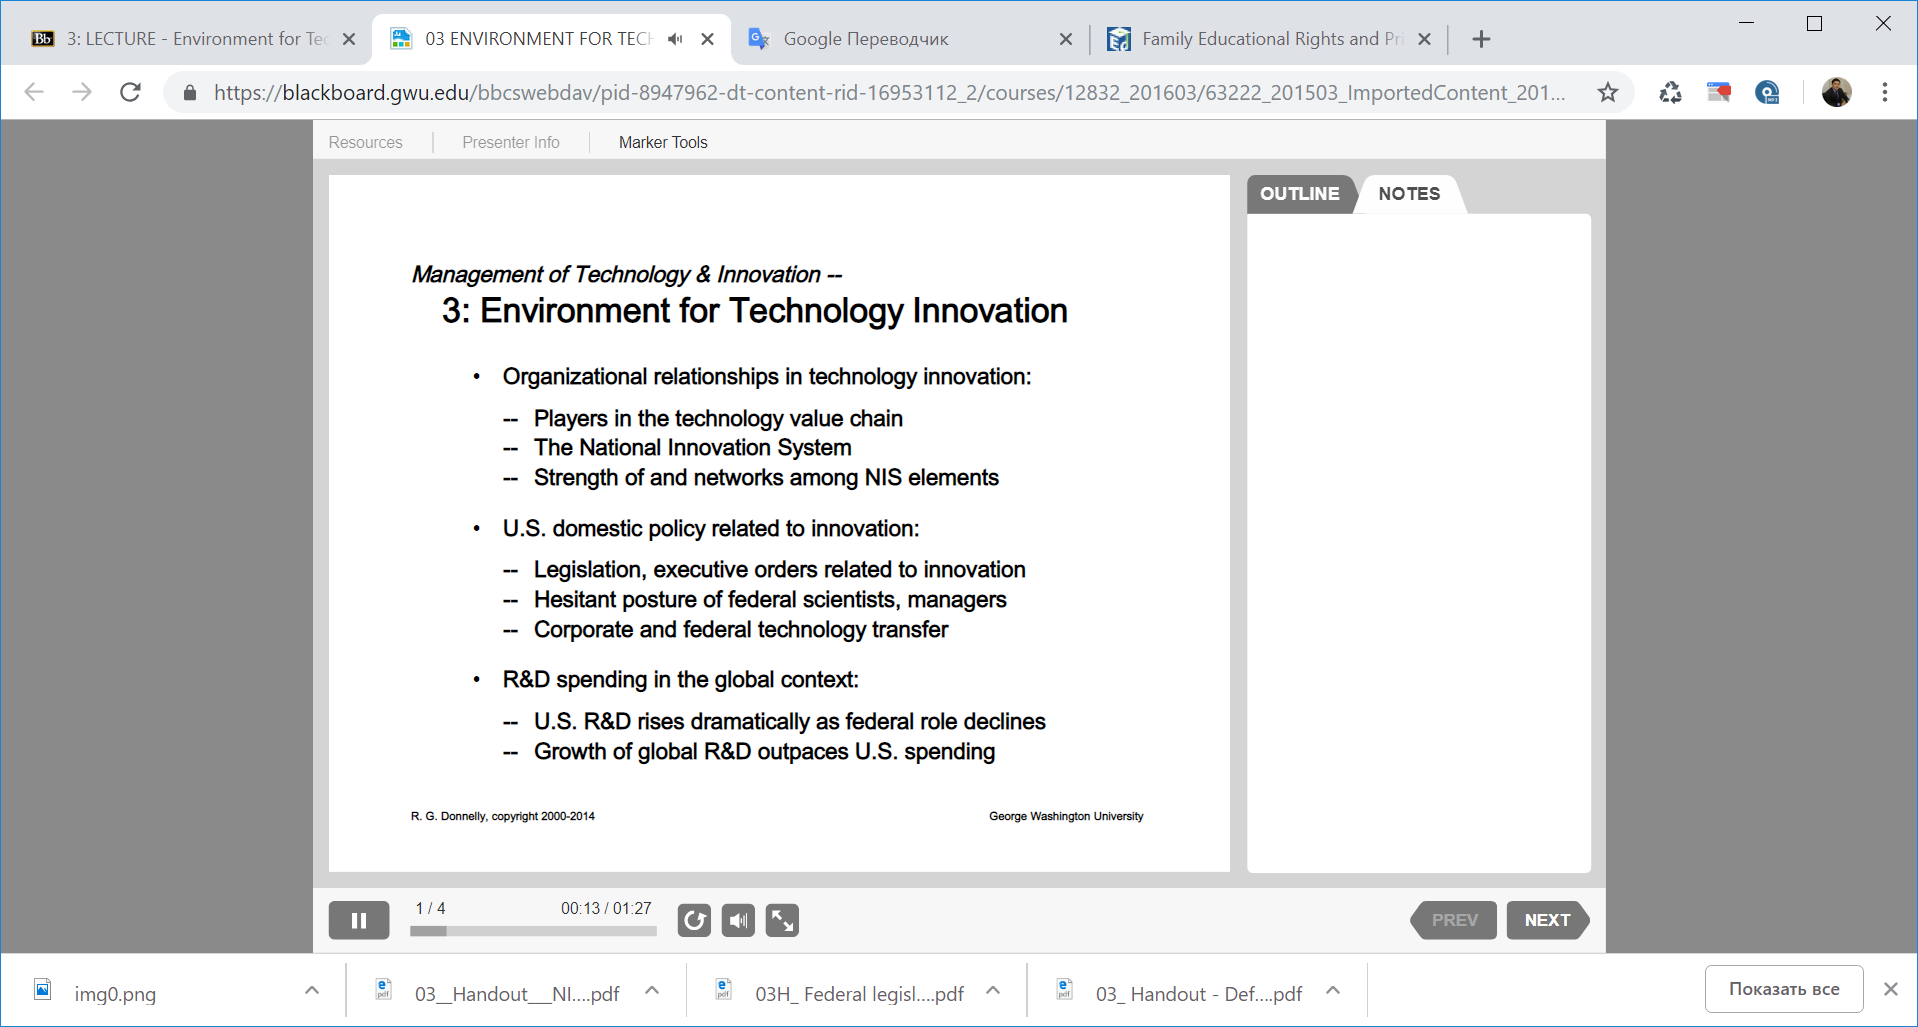 3: LECTURE - Environment for Tec
03 ENVIRONMENT FOR TECH
Google Переводчик
Family Educational Rights and Pri
https://blackboard.gwu.edu/bbcswebdav/pid-8947962-dt-content-rid-16953112_2/courses/12832_201603/63222_201503_ImportedContent_201...
Resources
Presenter Info
Marker Tools
OUTLINE
NOTES
Management of Technology & Innovation --
3: Environment for Technology Innovation
• Organizational relationships in technology innovation:
-- Players in the technology value chain
-- The National Innovation System
-- Strength of and networks among NIS elements
• U.S. domestic policy related to innovation:
-- Legislation, executive orders related to innovation
-- Hesitant posture of federal scientists, managers
-- Corporate and federal technology transfer
• R&D spending in the global context:
-- U.S. R&D rises dramatically as federal role declines
-- Growth of global R&D outpaces U.S. spending
R. G. Donnelly, copyright 2000-2014
George Washington University
1 / 4
00:13 / 01:27
PREV
NEXT
img0.png
03__Handout___NI....pdf
03H_ Federal legisl....pdf
03_ Handout - Def....pdf
Показать все